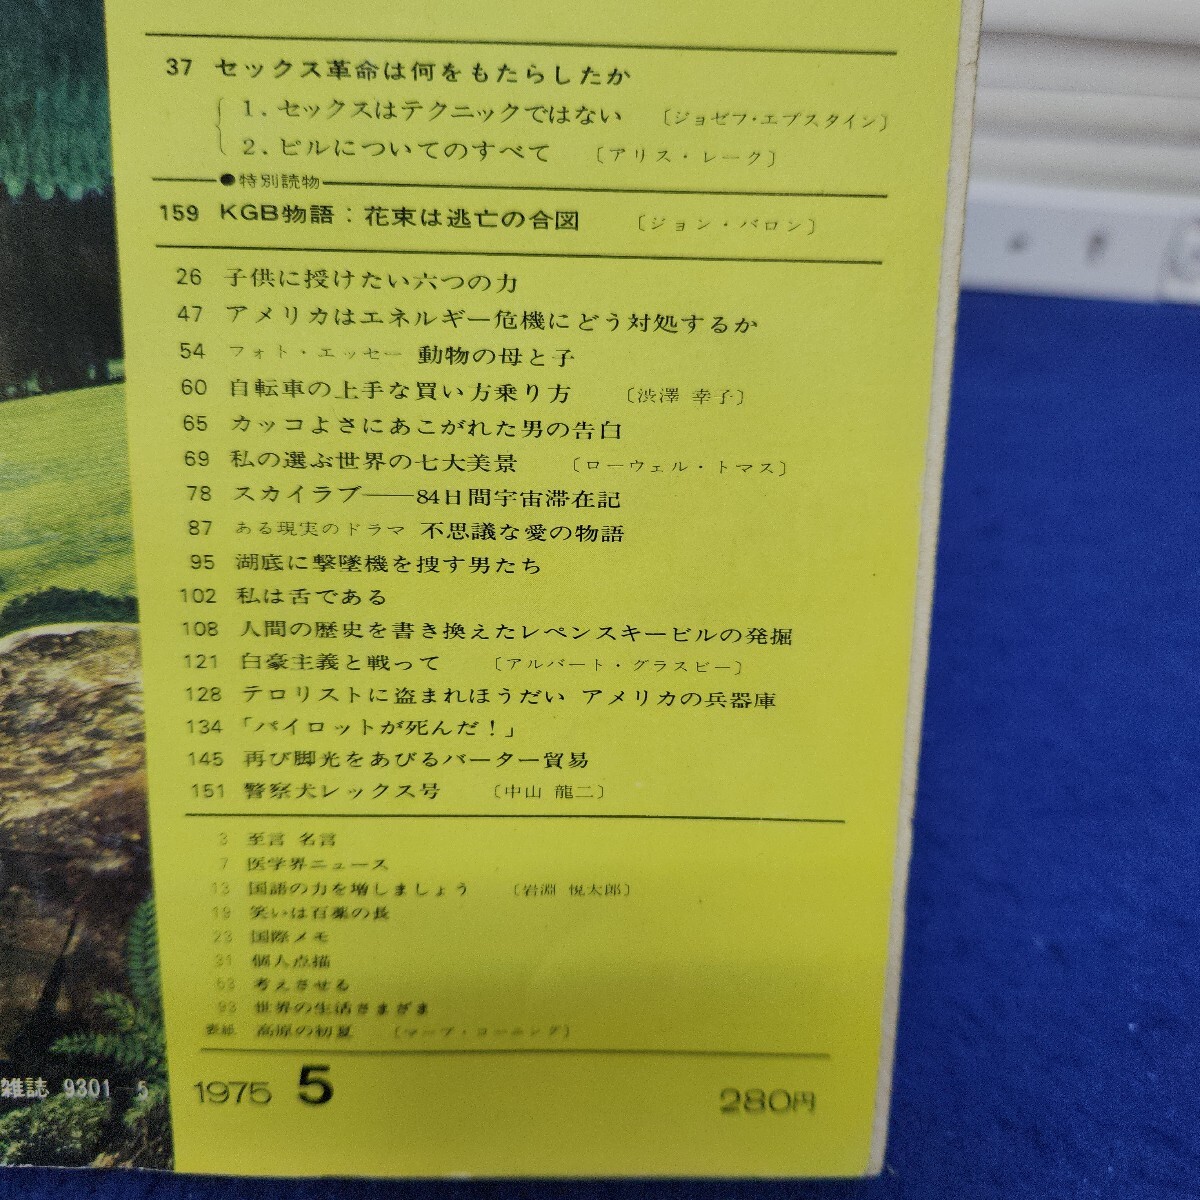 37 セックス革命は何をもたらしたか
1. セックスはテクニックではない 〔ジョゼフ・エプスタイン〕
2. ピルについてのすべて 〔アリス・レーク〕
●特別読物
159 KGB物語：花束は逃亡の合図 〔ジョン・バロン〕
26 子供に授けたい六つの力
47 アメリカはエネルギー危機にどう対処するか
54 フォト・エッセー 動物の母と子
60 自転車の上手な買い方乗り方 〔渋澤 幸子〕
65 カッコよさにあこがれた男の告白
69 私の選ぶ世界の七大美景 〔ローウェル・トマス〕
78 スカイラブ――84日間宇宙滞在記
87 ある現実のドラマ 不思議な愛の物語
95 湖底に撃墜機を捜す男たち
102 私は舌である
108 人間の歴史を書き換えたレペンスキービルの発掘
121 白豪主義と戦って 〔アルバート・グラスビー〕
128 テロリストに盗まれほうだい アメリカの兵器庫
134 「パイロットが死んだ！」
145 再び脚光をあびるバーター貿易
151 警察犬レックス号 〔中山 龍二〕
3 至言 名言
7 医学界ニュース
13 国語の力を増しましょう 〔岩淵 悦太郎〕
19 笑いは百薬の長
23 国際メモ
31 個人点描
53 考えさせる
93 世界の生活さまざま
表紙 高原の初夏 〔マーブ・コーニング〕
雑誌 9301-5
1975 5 280円